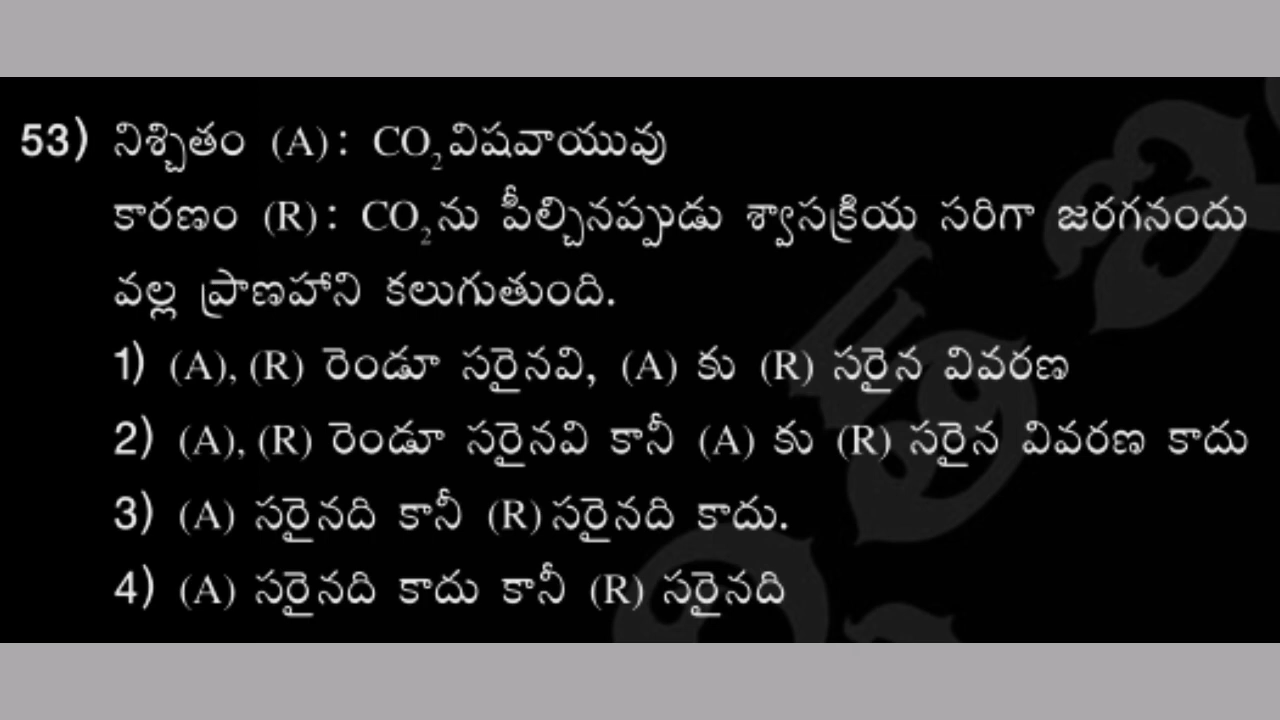 53) నిశ్చితం (A) : CO₂ విషవాయువు
కారణం (R) : CO₂ను పీల్చినప్పుడు శ్వాసక్రియ సరిగా జరగనందు
వల్ల ప్రాణహాని కలుగుతుంది.
1) (A), (R) రెండూ సరైనవి, (A) కు (R) సరైన వివరణ
2) (A), (R) రెండూ సరైనవి కానీ (A) కు (R) సరైన వివరణ కాదు
3) (A) సరైనది కానీ (R) సరైనది కాదు.
4) (A) సరైనది కాదు కానీ (R) సరైనది